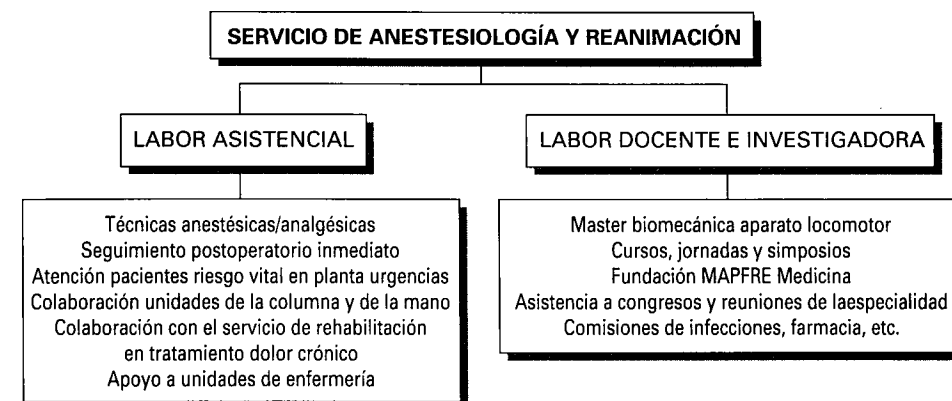 SERVICIO DE ANESTESIOLOGÍA Y REANIMACIÓN
LABOR ASISTENCIAL
LABOR DOCENTE E INVESTIGADORA
Técnicas anestésicas/analgésicas
Seguimiento postoperatorio inmediato
Atención pacientes riesgo vital en planta urgencias
Colaboración unidades de la columna y de la mano
Colaboración con el servicio de rehabilitación
en tratamiento dolor crónico
Apoyo a unidades de enfermería
Master biomecánica aparato locomotor
Cursos, jornadas y simposios
Fundación MAPFRE Medicina
Asistencia a congresos y reuniones de laespecialidad
Comisiones de infecciones, farmacia, etc.